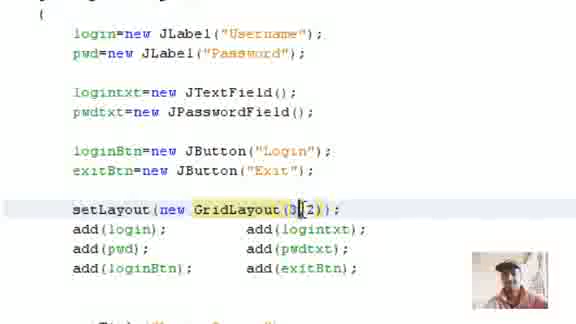 {
login=new JLabel("Username");
pwd=new JLabel("Password");
logintxt=new JTextField();
pwdtxt=new JPasswordField();
loginBtn=new JButton("Login");
exitBtn=new JButton("Exit");
setLayout(new GridLayout(3,2));
add(login); add(logintxt);
add(pwd); add(pwdtxt);
add(loginBtn); add(exitBtn);